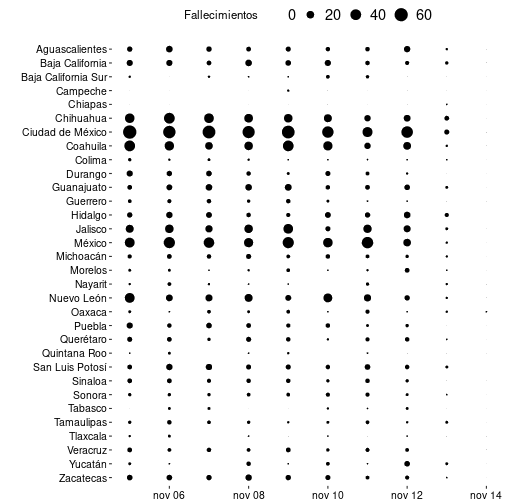 Fallecimientos 0 20 40 60
Aguascalientes
Baja California
Baja California Sur
Campeche
Chiapas
Chihuahua
Ciudad de México
Coahuila
Colima
Durango
Guanajuato
Guerrero
Hidalgo
Jalisco
México
Michoacán
Morelos
Nayarit
Nuevo León
Oaxaca
Puebla
Querétaro
Quintana Roo
San Luis Potosí
Sinaloa
Sonora
Tabasco
Tamaulipas
Tlaxcala
Veracruz
Yucatán
Zacatecas
nov 06 nov 08 nov 10 nov 12 nov 14